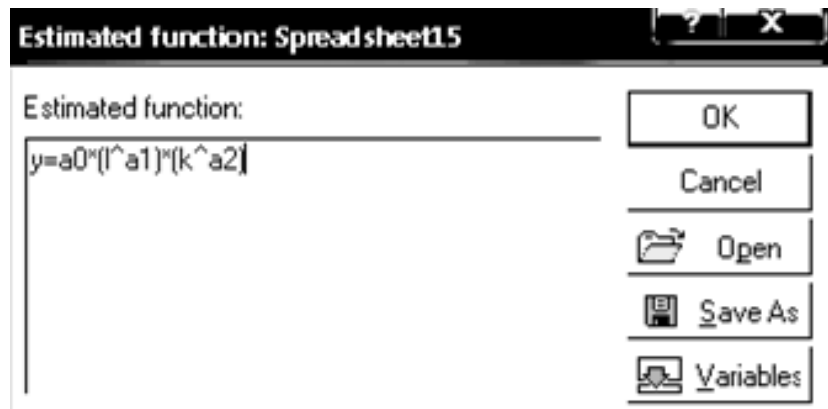 Estimated function: Spreadsheet15
? X
Estimated function:
y=a0*(l^a1)*(k^a2)
OK
Cancel
Open
Save As
Variables